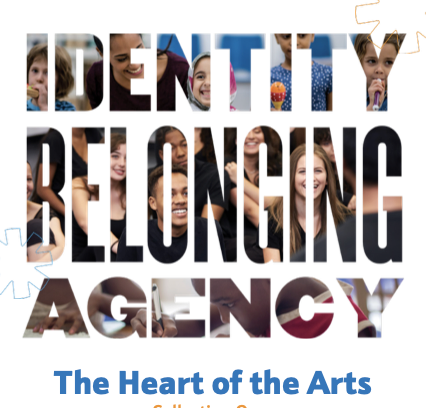 IDENTITY
BELONGING
AGENCY
The Heart of the Arts